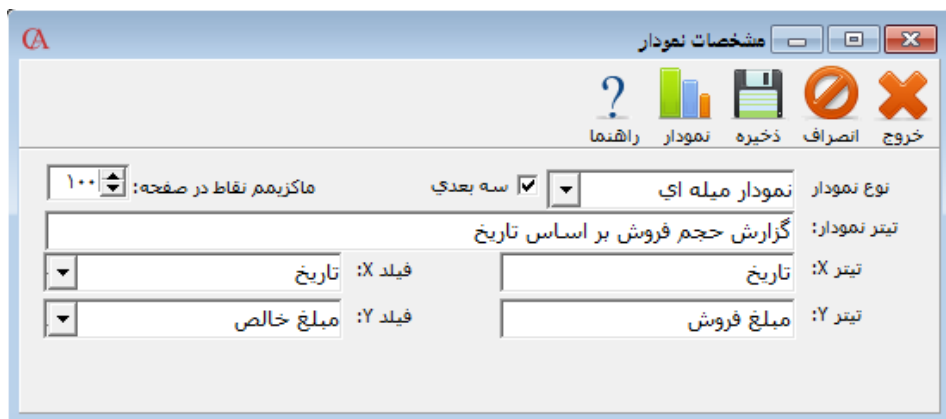 مشخصات نمودار
خروج انصراف ذخیره نمودار راهنما
نوع نمودار نمودار ميله اي سه بعدي ماکزیمم نقاط در صفحه: ۱۰۰
تیتر نمودار: گزارش حجم فروش بر اساس تاریخ
تیتر X: تاریخ فیلد X: تاریخ
تیتر Y: مبلغ فروش فیلد Y: مبلغ خالص